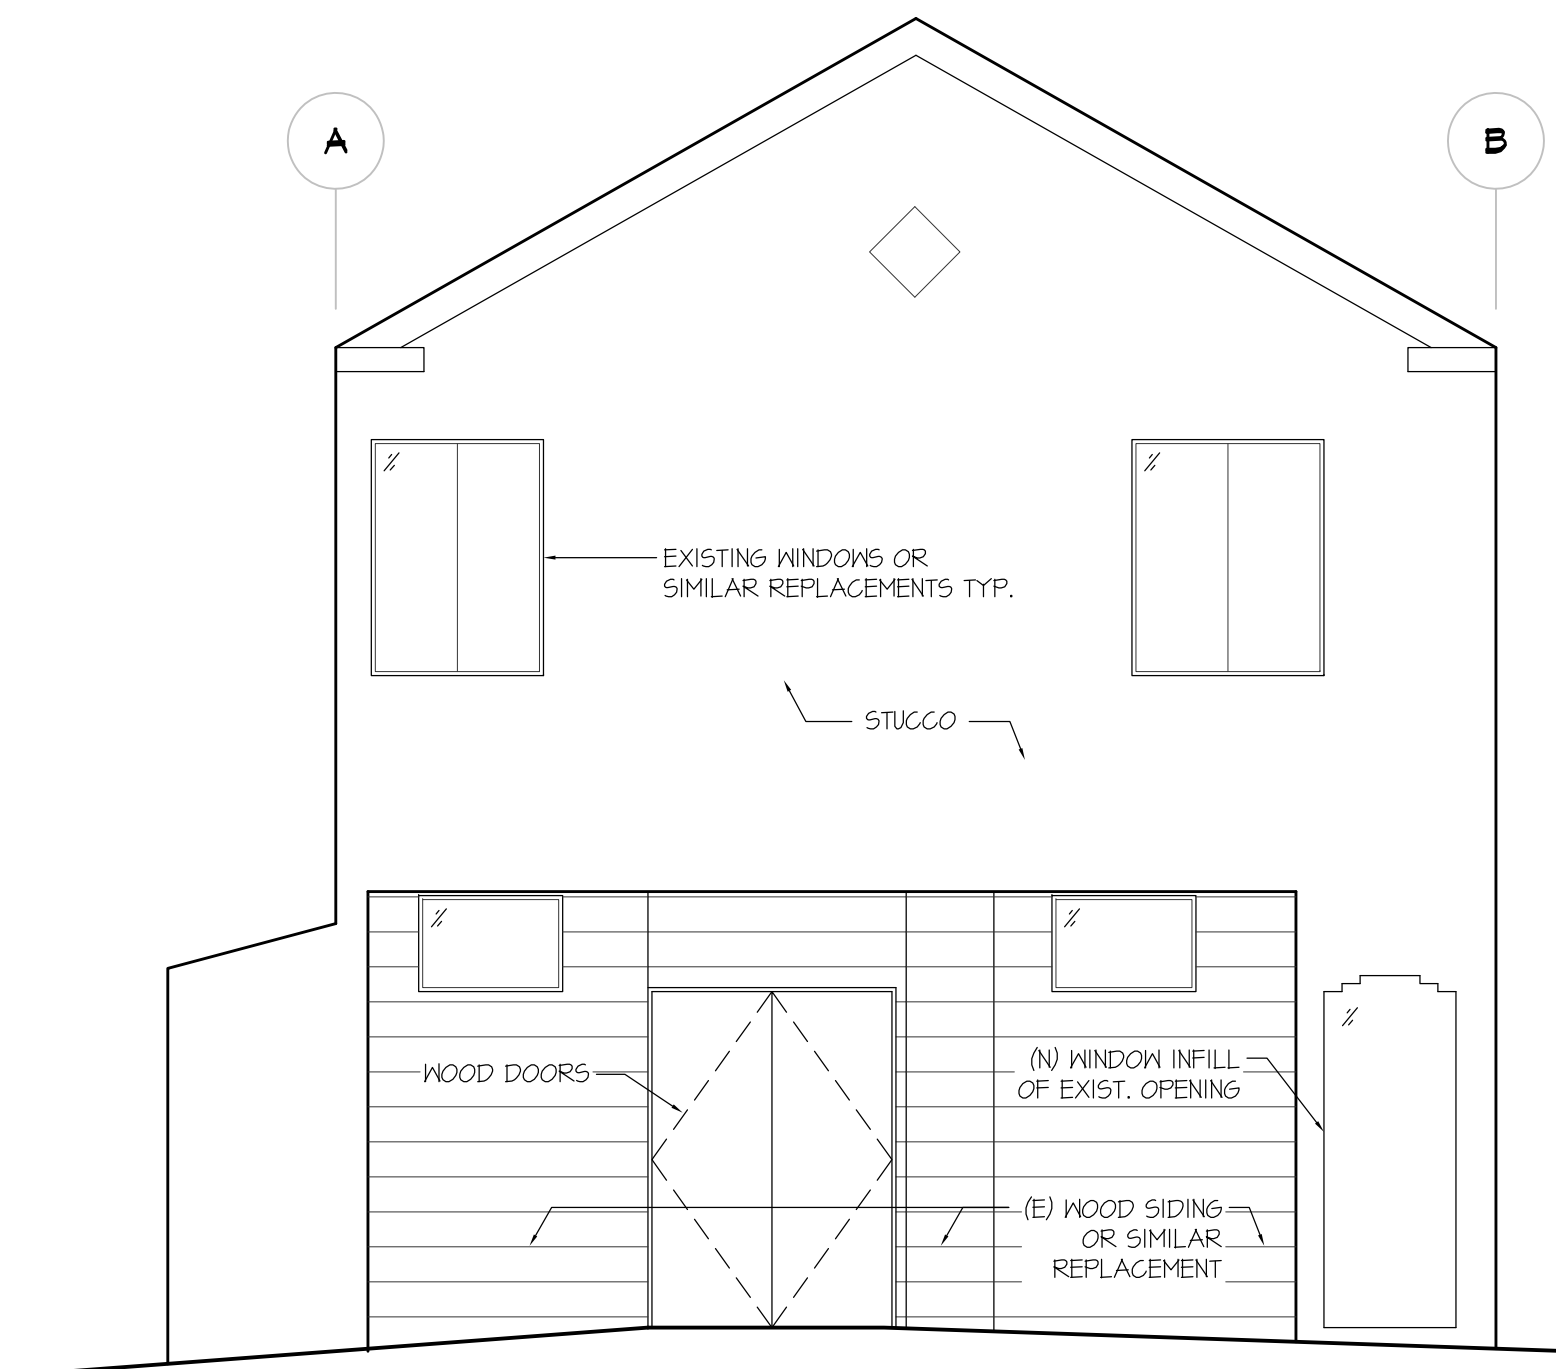 A
B
EXISTING WINDOWS OR
SIMILAR REPLACEMENTS TYP.
STUCCO
WOOD DOORS
(N) WINDOW INFILL
OF EXIST. OPENING
(E) WOOD SIDING
OR SIMILAR
REPLACEMENT